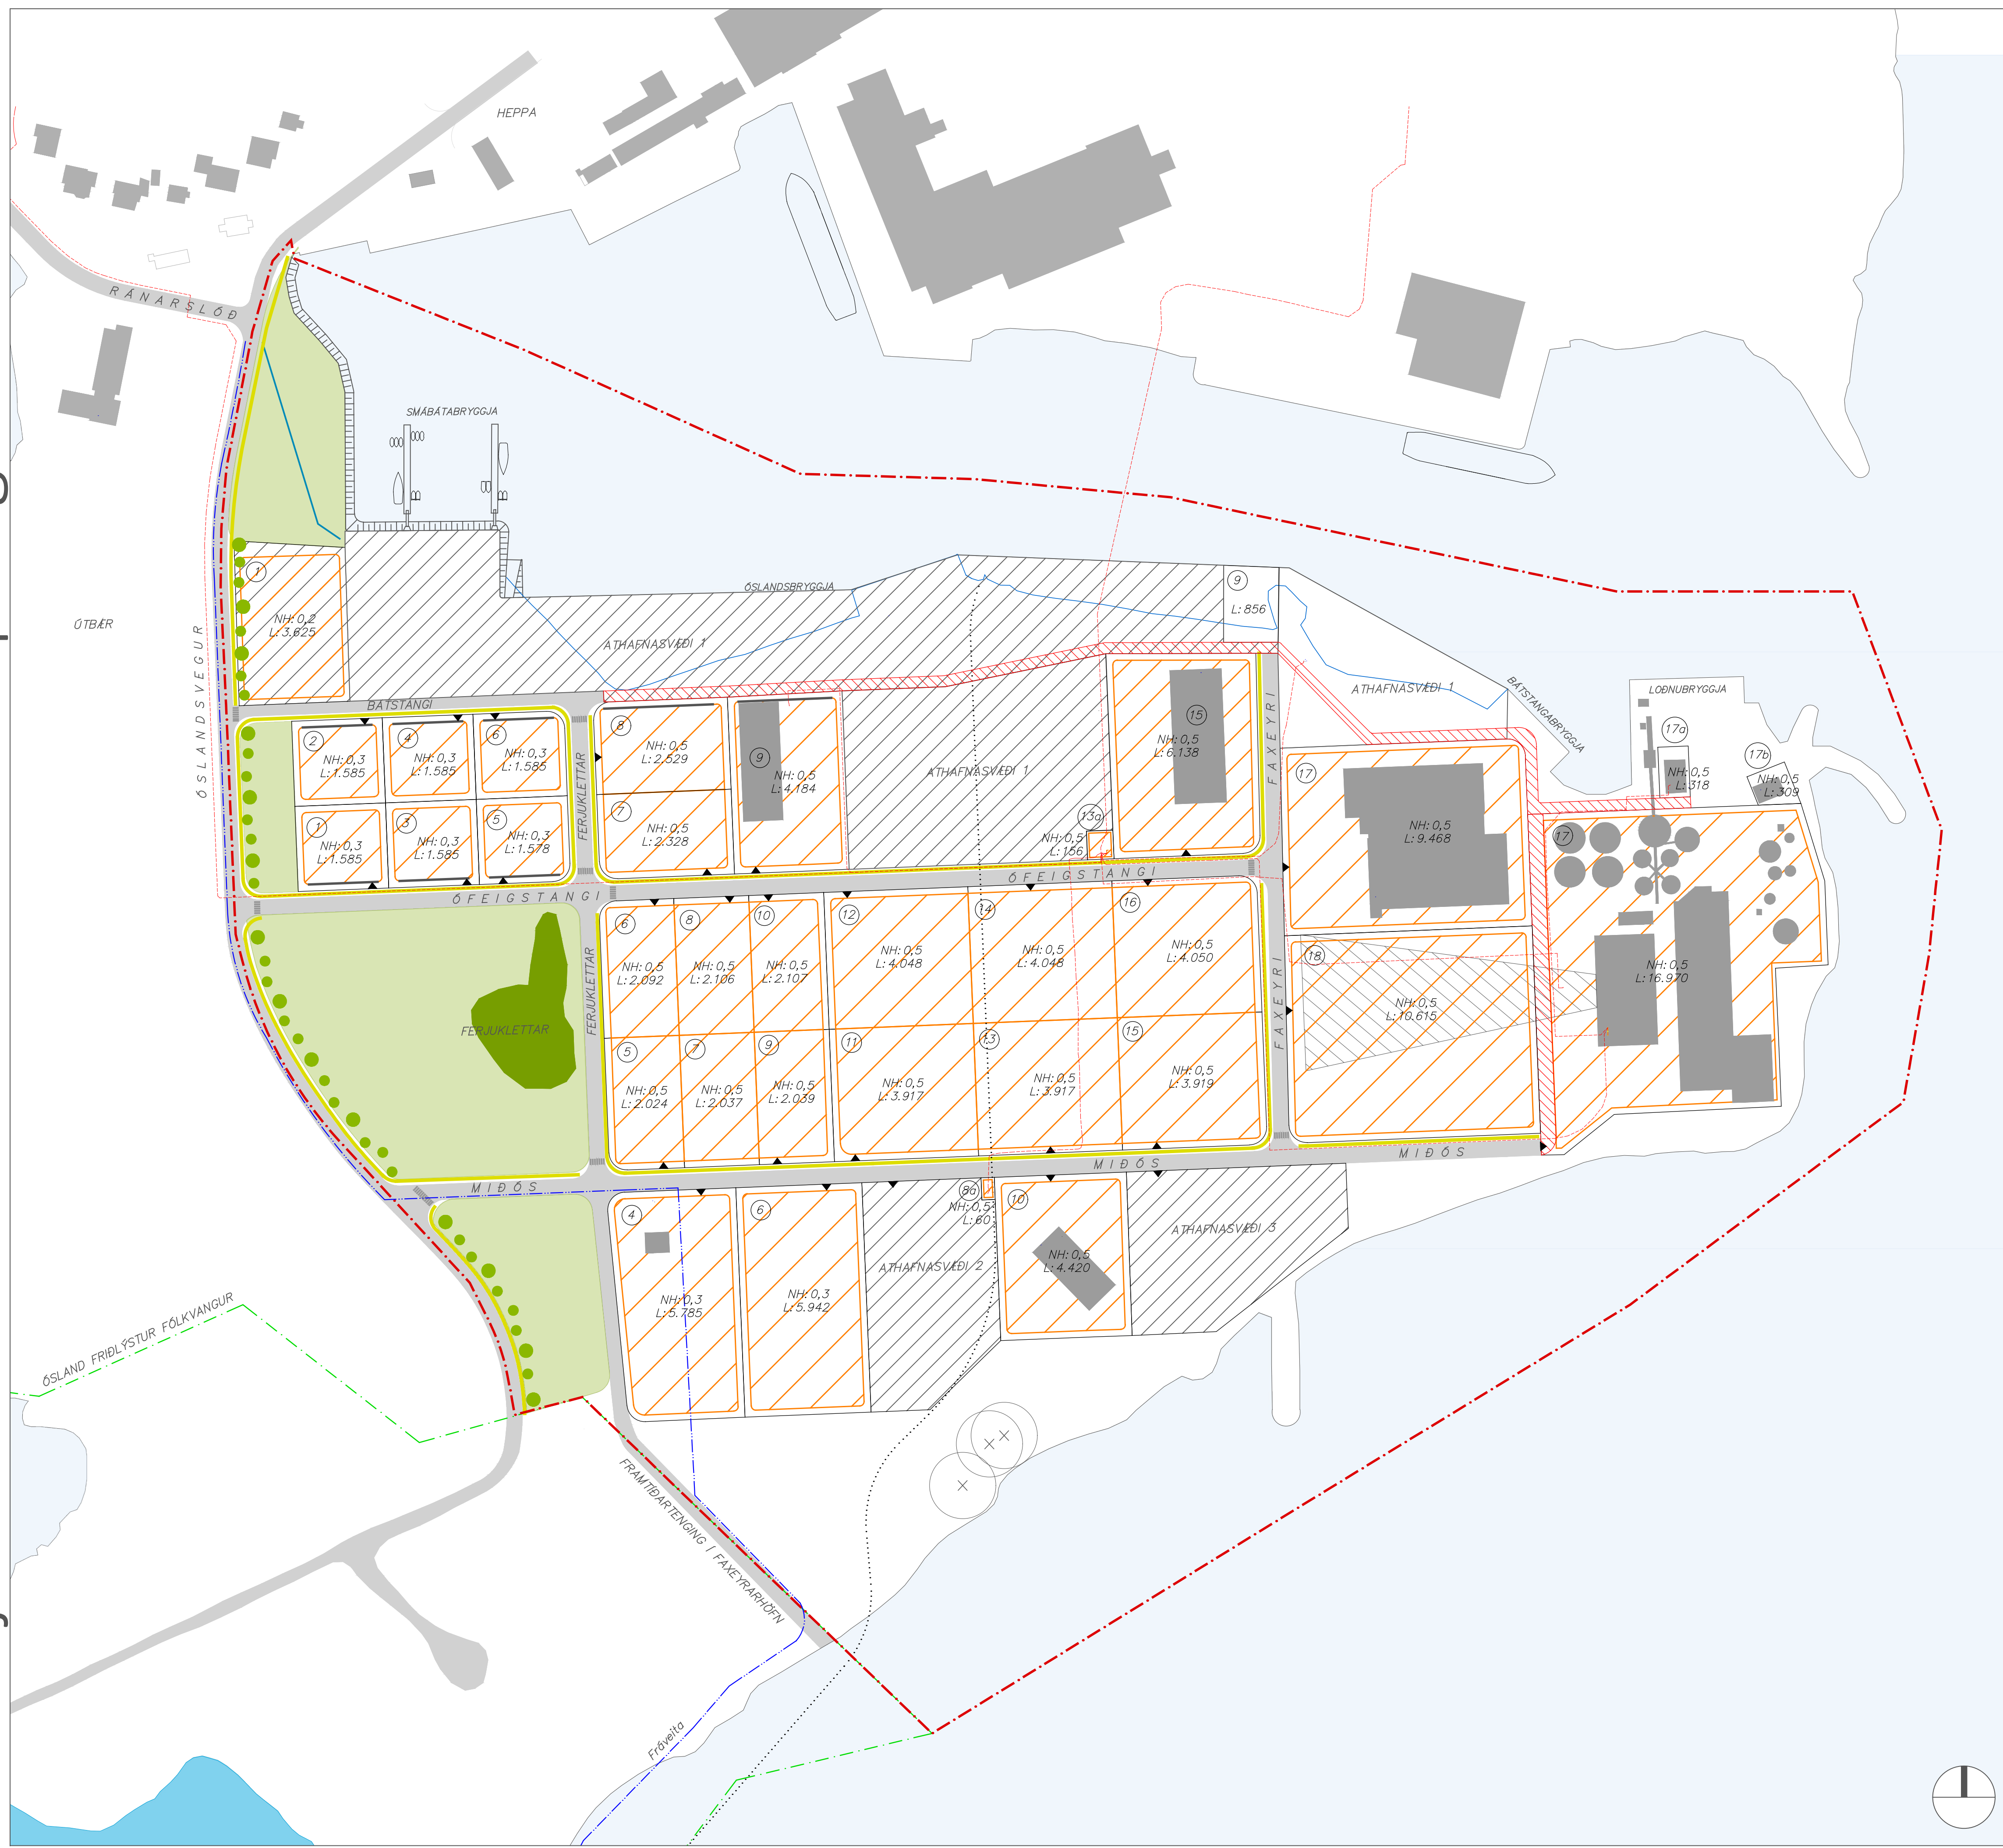 HEPPA
RÁNARSLÓÐ
SMÁBÁTABRYGGJA
ÓSLANDSBRYGGJA
ÚTBÆR
ÓSLANDSVEGUR
1
NH: 0,2
L: 3.625
ATHAFNASVÆÐI 1
9
L: 856
ATHAFNASVÆÐI 1
BÁTSTANGABRYGGJA
LOÐNUBRYGGJA
BÁTSTANGI
2
NH: 0,3
L: 1.585
4
NH: 0,3
L: 1.585
6
NH: 0,3
L: 1.585
1
NH: 0,3
L: 1.585
3
NH: 0,3
L: 1.585
5
NH: 0,3
L: 1.578
FERJUKLETTAR
8
NH: 0,5
L: 2.529
7
NH: 0,5
L: 2.328
9
NH: 0,5
L: 4.184
ATHAFNASVÆÐI 1
13a
NH: 0,5
L: 156
15
NH: 0,5
L: 6.138
FAXEYRI
17
NH: 0,5
L: 9.468
17a
NH: 0,5
L: 318
17b
NH: 0,5
L: 309
17
NH: 0,5
L: 16.970
18
NH: 0,5
L: 10.615
ÓFEIGSTANGI
ÓFEIGSTANGI
FERJUKLETTAR
FERJUKLETTAR
6
NH: 0,5
L: 2.092
8
NH: 0,5
L: 2.106
10
NH: 0,5
L: 2.107
12
NH: 0,5
L: 4.048
14
NH: 0,5
L: 4.048
16
NH: 0,5
L: 4.050
5
NH: 0,5
L: 2.024
7
NH: 0,5
L: 2.037
9
NH: 0,5
L: 2.039
11
NH: 0,5
L: 3.917
13
NH: 0,5
L: 3.917
15
NH: 0,5
L: 3.919
FAXEYRI
MIÐÓS
MIÐÓS
MIÐÓS
4
NH: 0,3
L: 5.785
6
NH: 0,3
L: 5.942
ATHAFNASVÆÐI 2
8a
NH: 0,5
L: 60
10
NH: 0,5
L: 4.420
ATHAFNASVÆÐI 3
ÓSLAND FRIÐLÝSTUR FÓLKVANGUR
FRAMTÍÐARTENGING Í FAXEYRARHÖFN
Fráveita